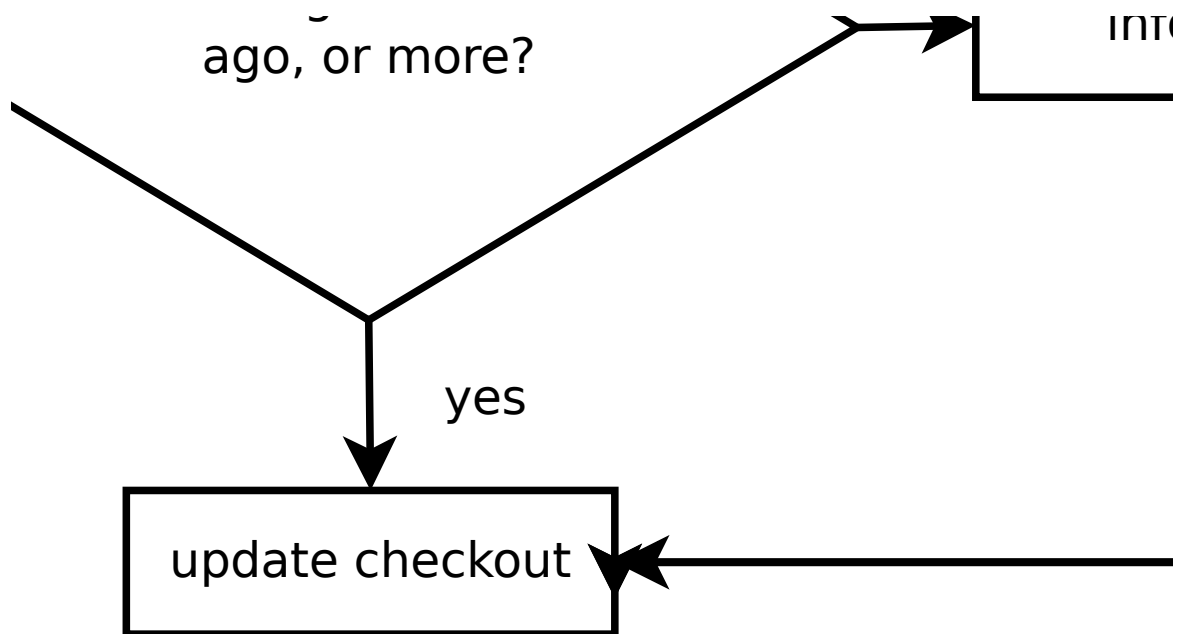 ago, or more?
yes
update checkout